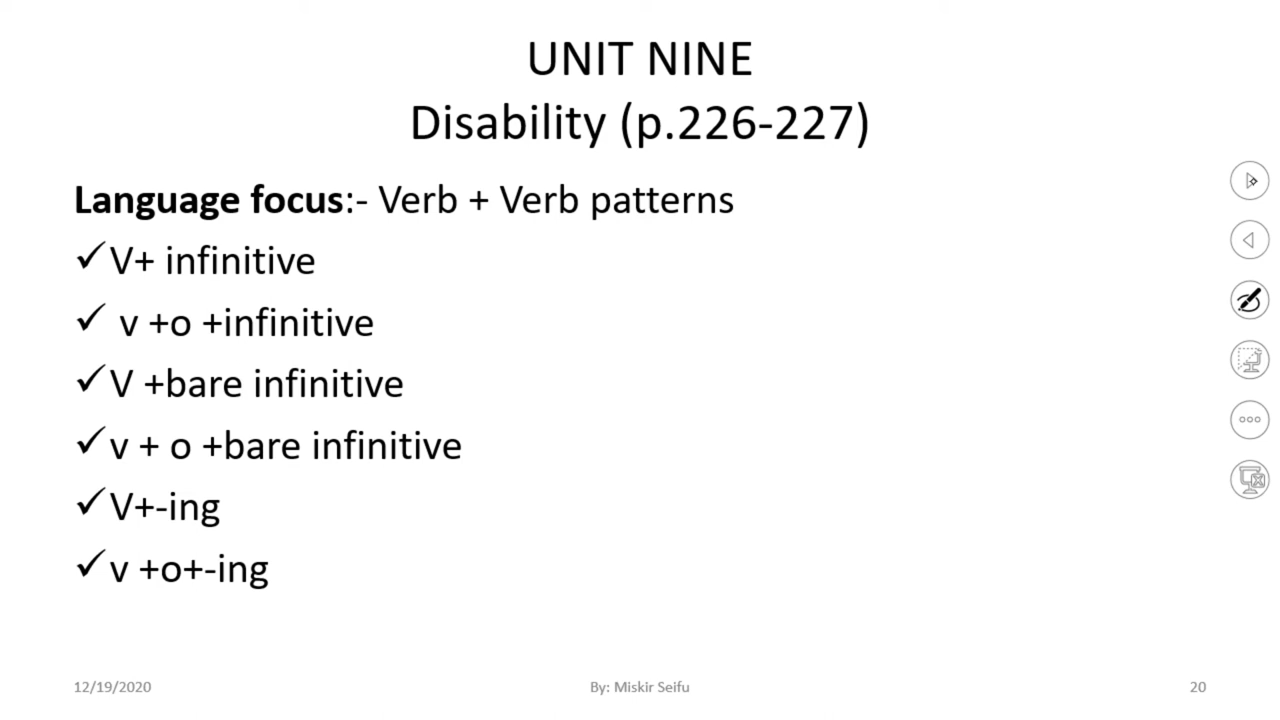 UNIT NINE
Disability (p.226-227)
Language focus:- Verb + Verb patterns
✓V+ infinitive
✓ v +o +infinitive
✓V +bare infinitive
✓v + o +bare infinitive
✓V+-ing
✓v +o+-ing
12/19/2020
By: Miskir Seifu
20